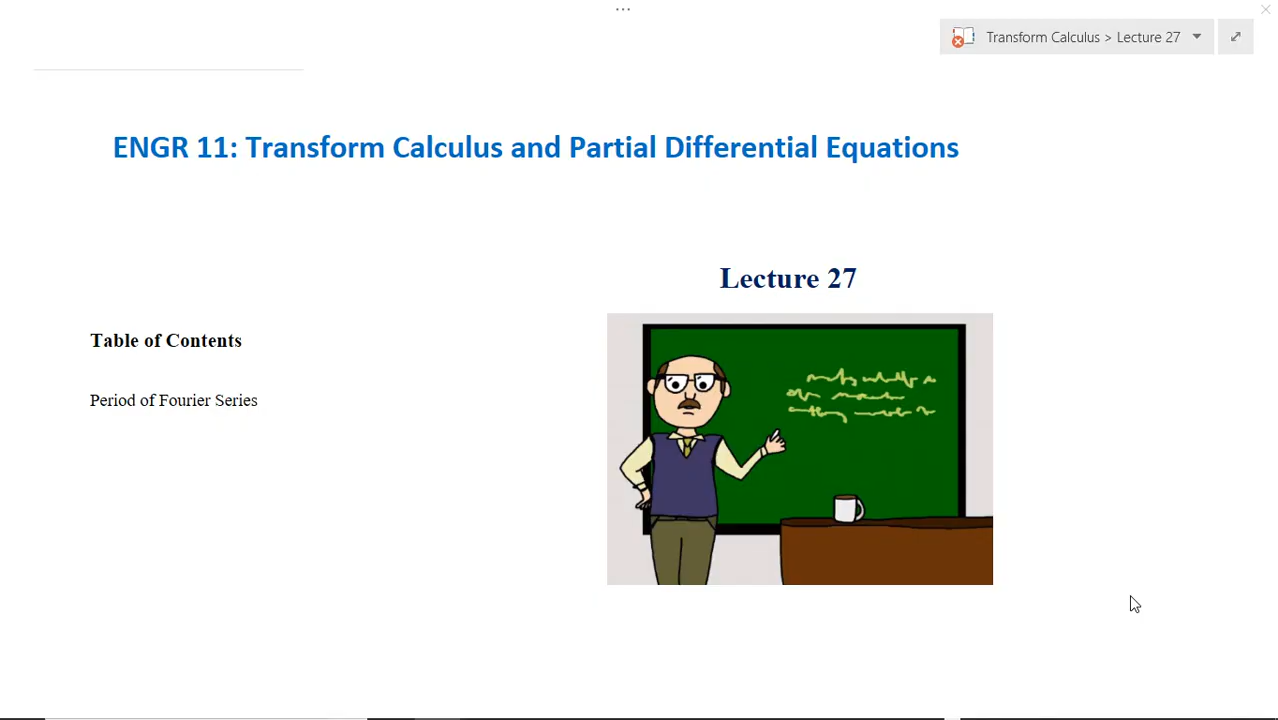 ...
Transform Calculus > Lecture 27
ENGR 11: Transform Calculus and Partial Differential Equations
Lecture 27
Table of Contents
Period of Fourier Series